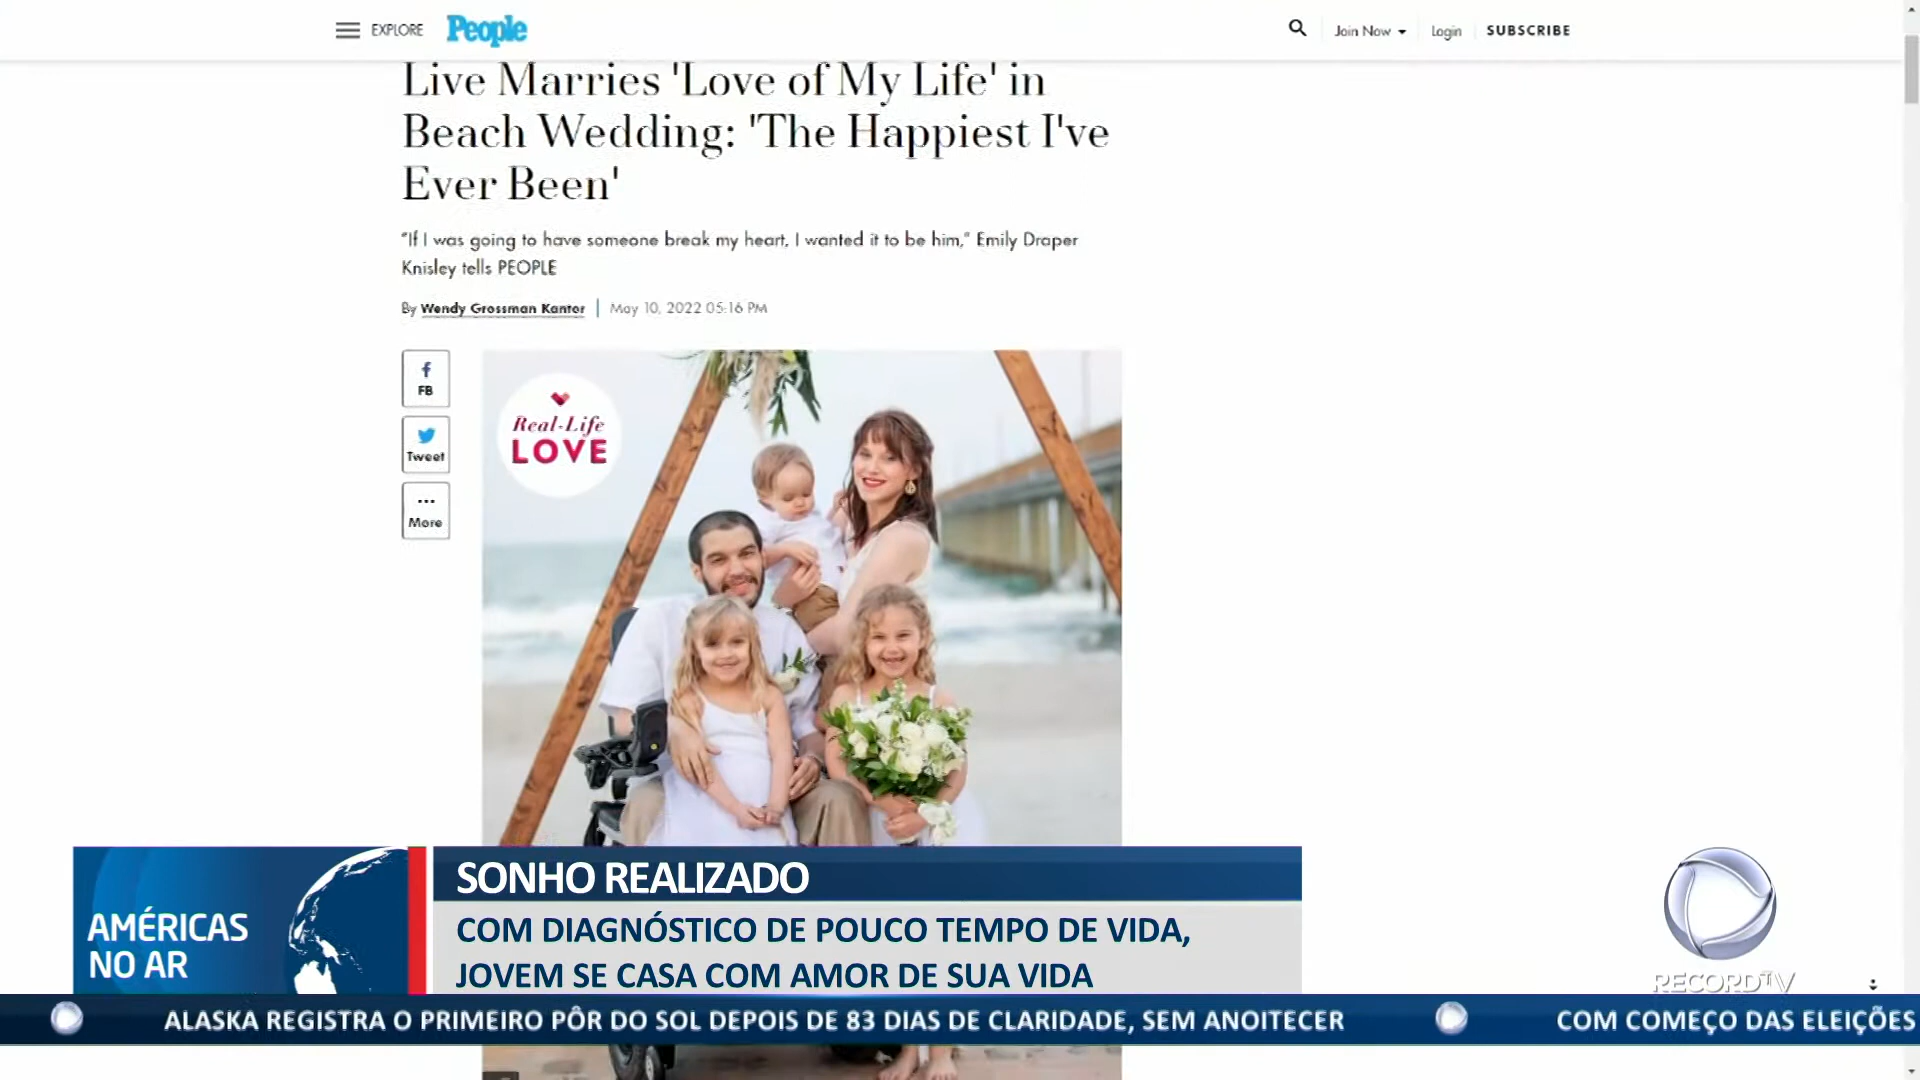 EXPLORE
People
Join Now
Login
SUBSCRIBE
Live Marries 'Love of My Life' in
Beach Wedding: 'The Happiest I've
Ever Been'
"If I was going to have someone break my heart, I wanted it to be him," Emily Draper
Knisley tells PEOPLE
By Wendy Grossman Kantor
May 10, 2022 05:16 PM
FB
Tweet
More
Real-Life
LOVE
AMÉRICAS
NO AR
SONHO REALIZADO
COM DIAGNÓSTICO DE POUCO TEMPO DE VIDA,
JOVEM SE CASA COM AMOR DE SUA VIDA
RECORDTV
ALASKA REGISTRA O PRIMEIRO PÔR DO SOL DEPOIS DE 83 DIAS DE CLARIDADE, SEM ANOITECER
COM COMEÇO DAS ELEIÇÕES